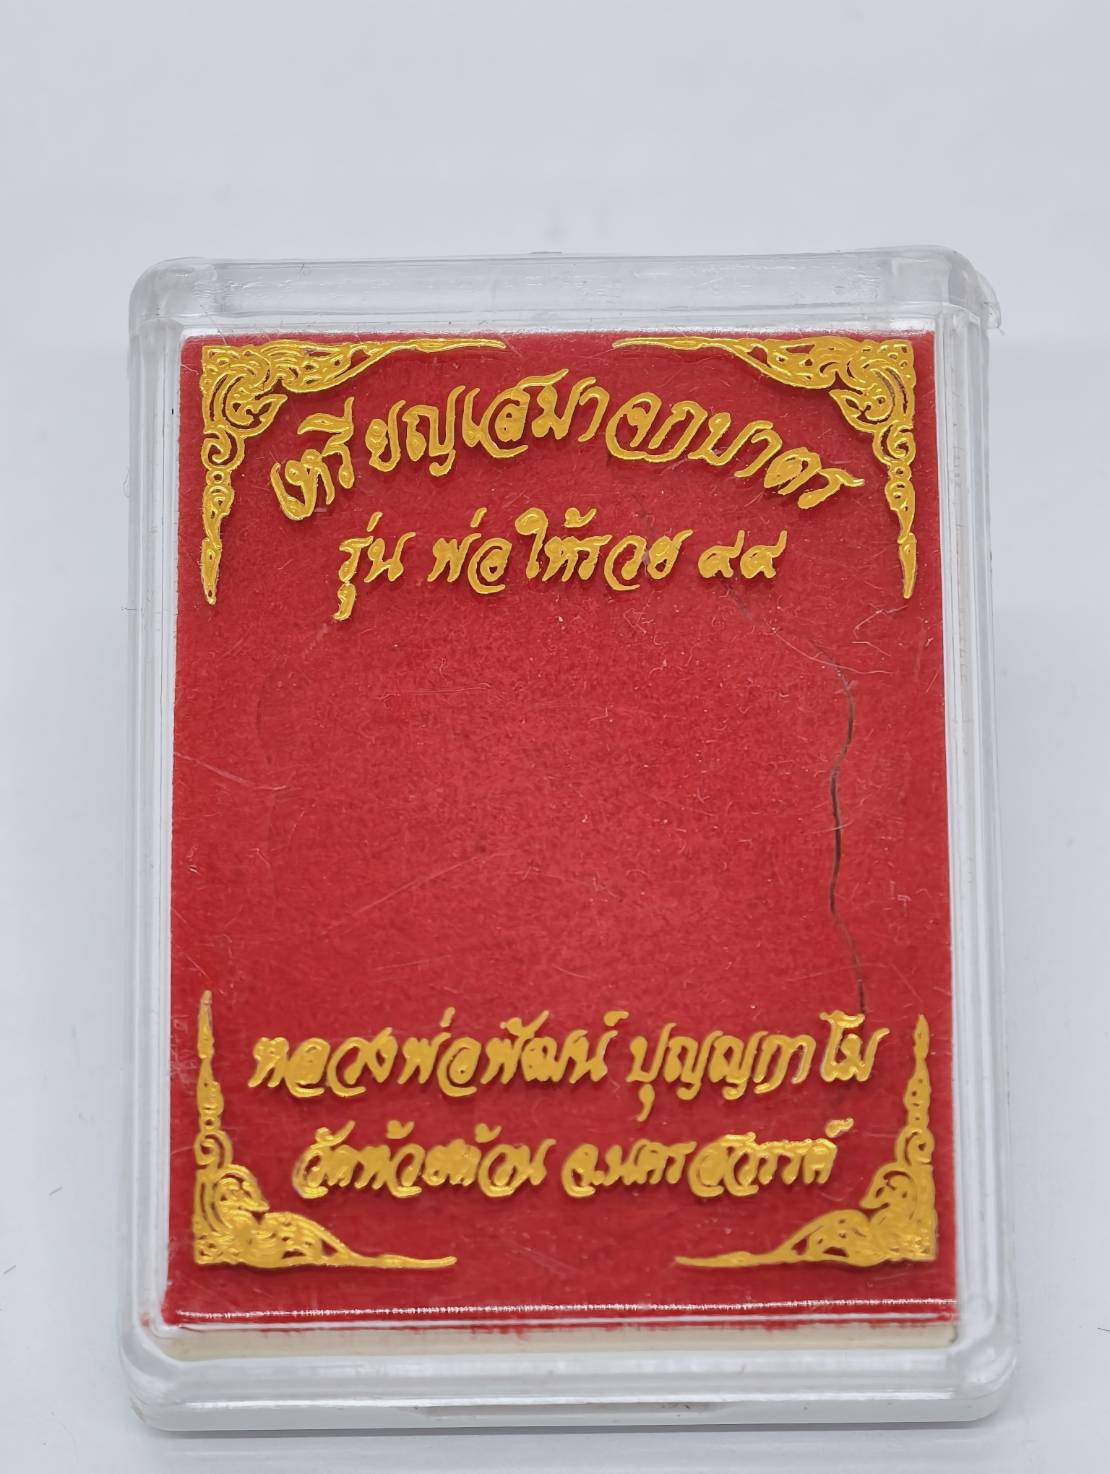 เหรียญเสมาฉกบาตร
รุ่น พ่อให้รวย ๙๙
หลวงพ่อพัฒน์ ปุญญกาโม
วัดห้วยด้วน จ.นครสวรรค์